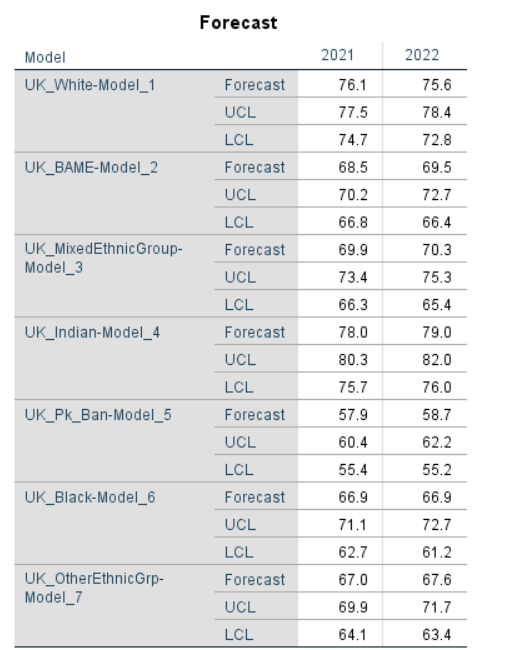 Forecast
Model 2021 2022
UK_White-Model_1 Forecast 76.1 75.6
UCL 77.5 78.4
LCL 74.7 72.8
UK_BAME-Model_2 Forecast 68.5 69.5
UCL 70.2 72.7
LCL 66.8 66.4
UK_MixedEthnicGroup- Forecast 69.9 70.3
Model_3
UCL 73.4 75.3
LCL 66.3 65.4
UK_Indian-Model_4 Forecast 78.0 79.0
UCL 80.3 82.0
LCL 75.7 76.0
UK_Pk_Ban-Model_5 Forecast 57.9 58.7
UCL 60.4 62.2
LCL 55.4 55.2
UK_Black-Model_6 Forecast 66.9 66.9
UCL 71.1 72.7
LCL 62.7 61.2
UK_OtherEthnicGrp- Forecast 67.0 67.6
Model_7
UCL 69.9 71.7
LCL 64.1 63.4